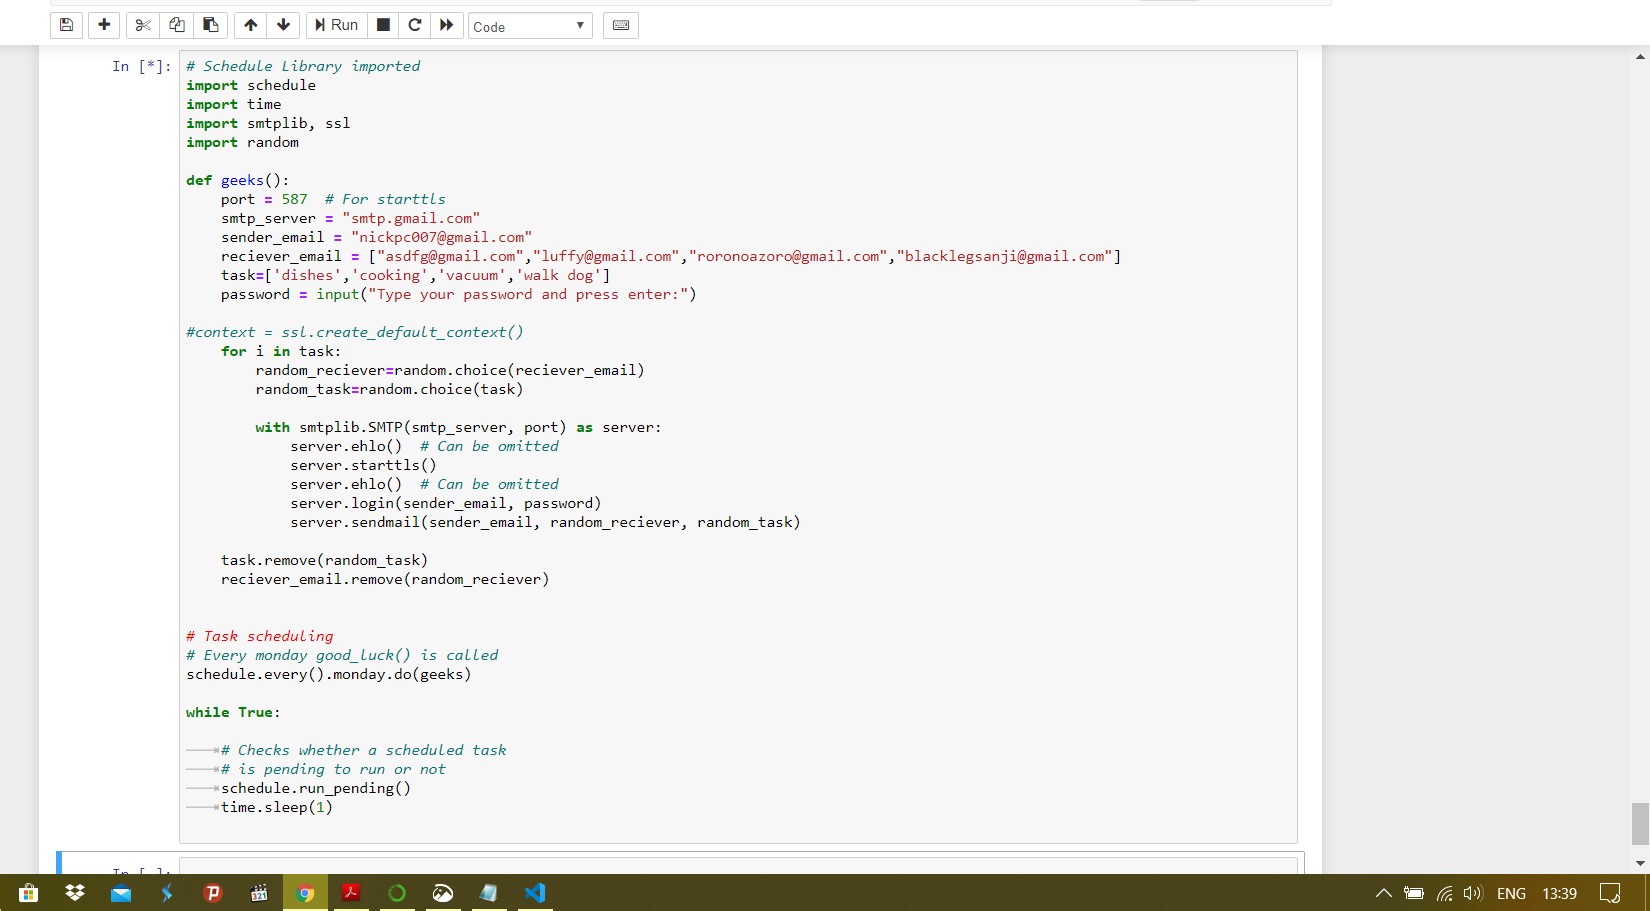 Run
Code
In [*]:
# Schedule Library imported
import schedule
import time
import smtplib, ssl
import random
def geeks():
port = 587  # For starttls
smtp_server = "smtp.gmail.com"
sender_email = "nickpc007@gmail.com"
reciever_email = ["asdfg@gmail.com","luffy@gmail.com","roronoazoro@gmail.com","blacklegsanji@gmail.com"]
task=['dishes','cooking','vacuum','walk dog']
password = input("Type your password and press enter:")
#context = ssl.create_default_context()
for i in task:
random_reciever=random.choice(reciever_email)
random_task=random.choice(task)
with smtplib.SMTP(smtp_server, port) as server:
server.ehlo()  # Can be omitted
server.starttls()
server.ehlo()  # Can be omitted
server.login(sender_email, password)
server.sendmail(sender_email, random_reciever, random_task)
task.remove(random_task)
reciever_email.remove(random_reciever)
# Task scheduling
# Every monday good_luck() is called
schedule.every().monday.do(geeks)
while True:
# Checks whether a scheduled task
# is pending to run or not
schedule.run_pending()
time.sleep(1)
In [ ]:
321
ENG
13:39